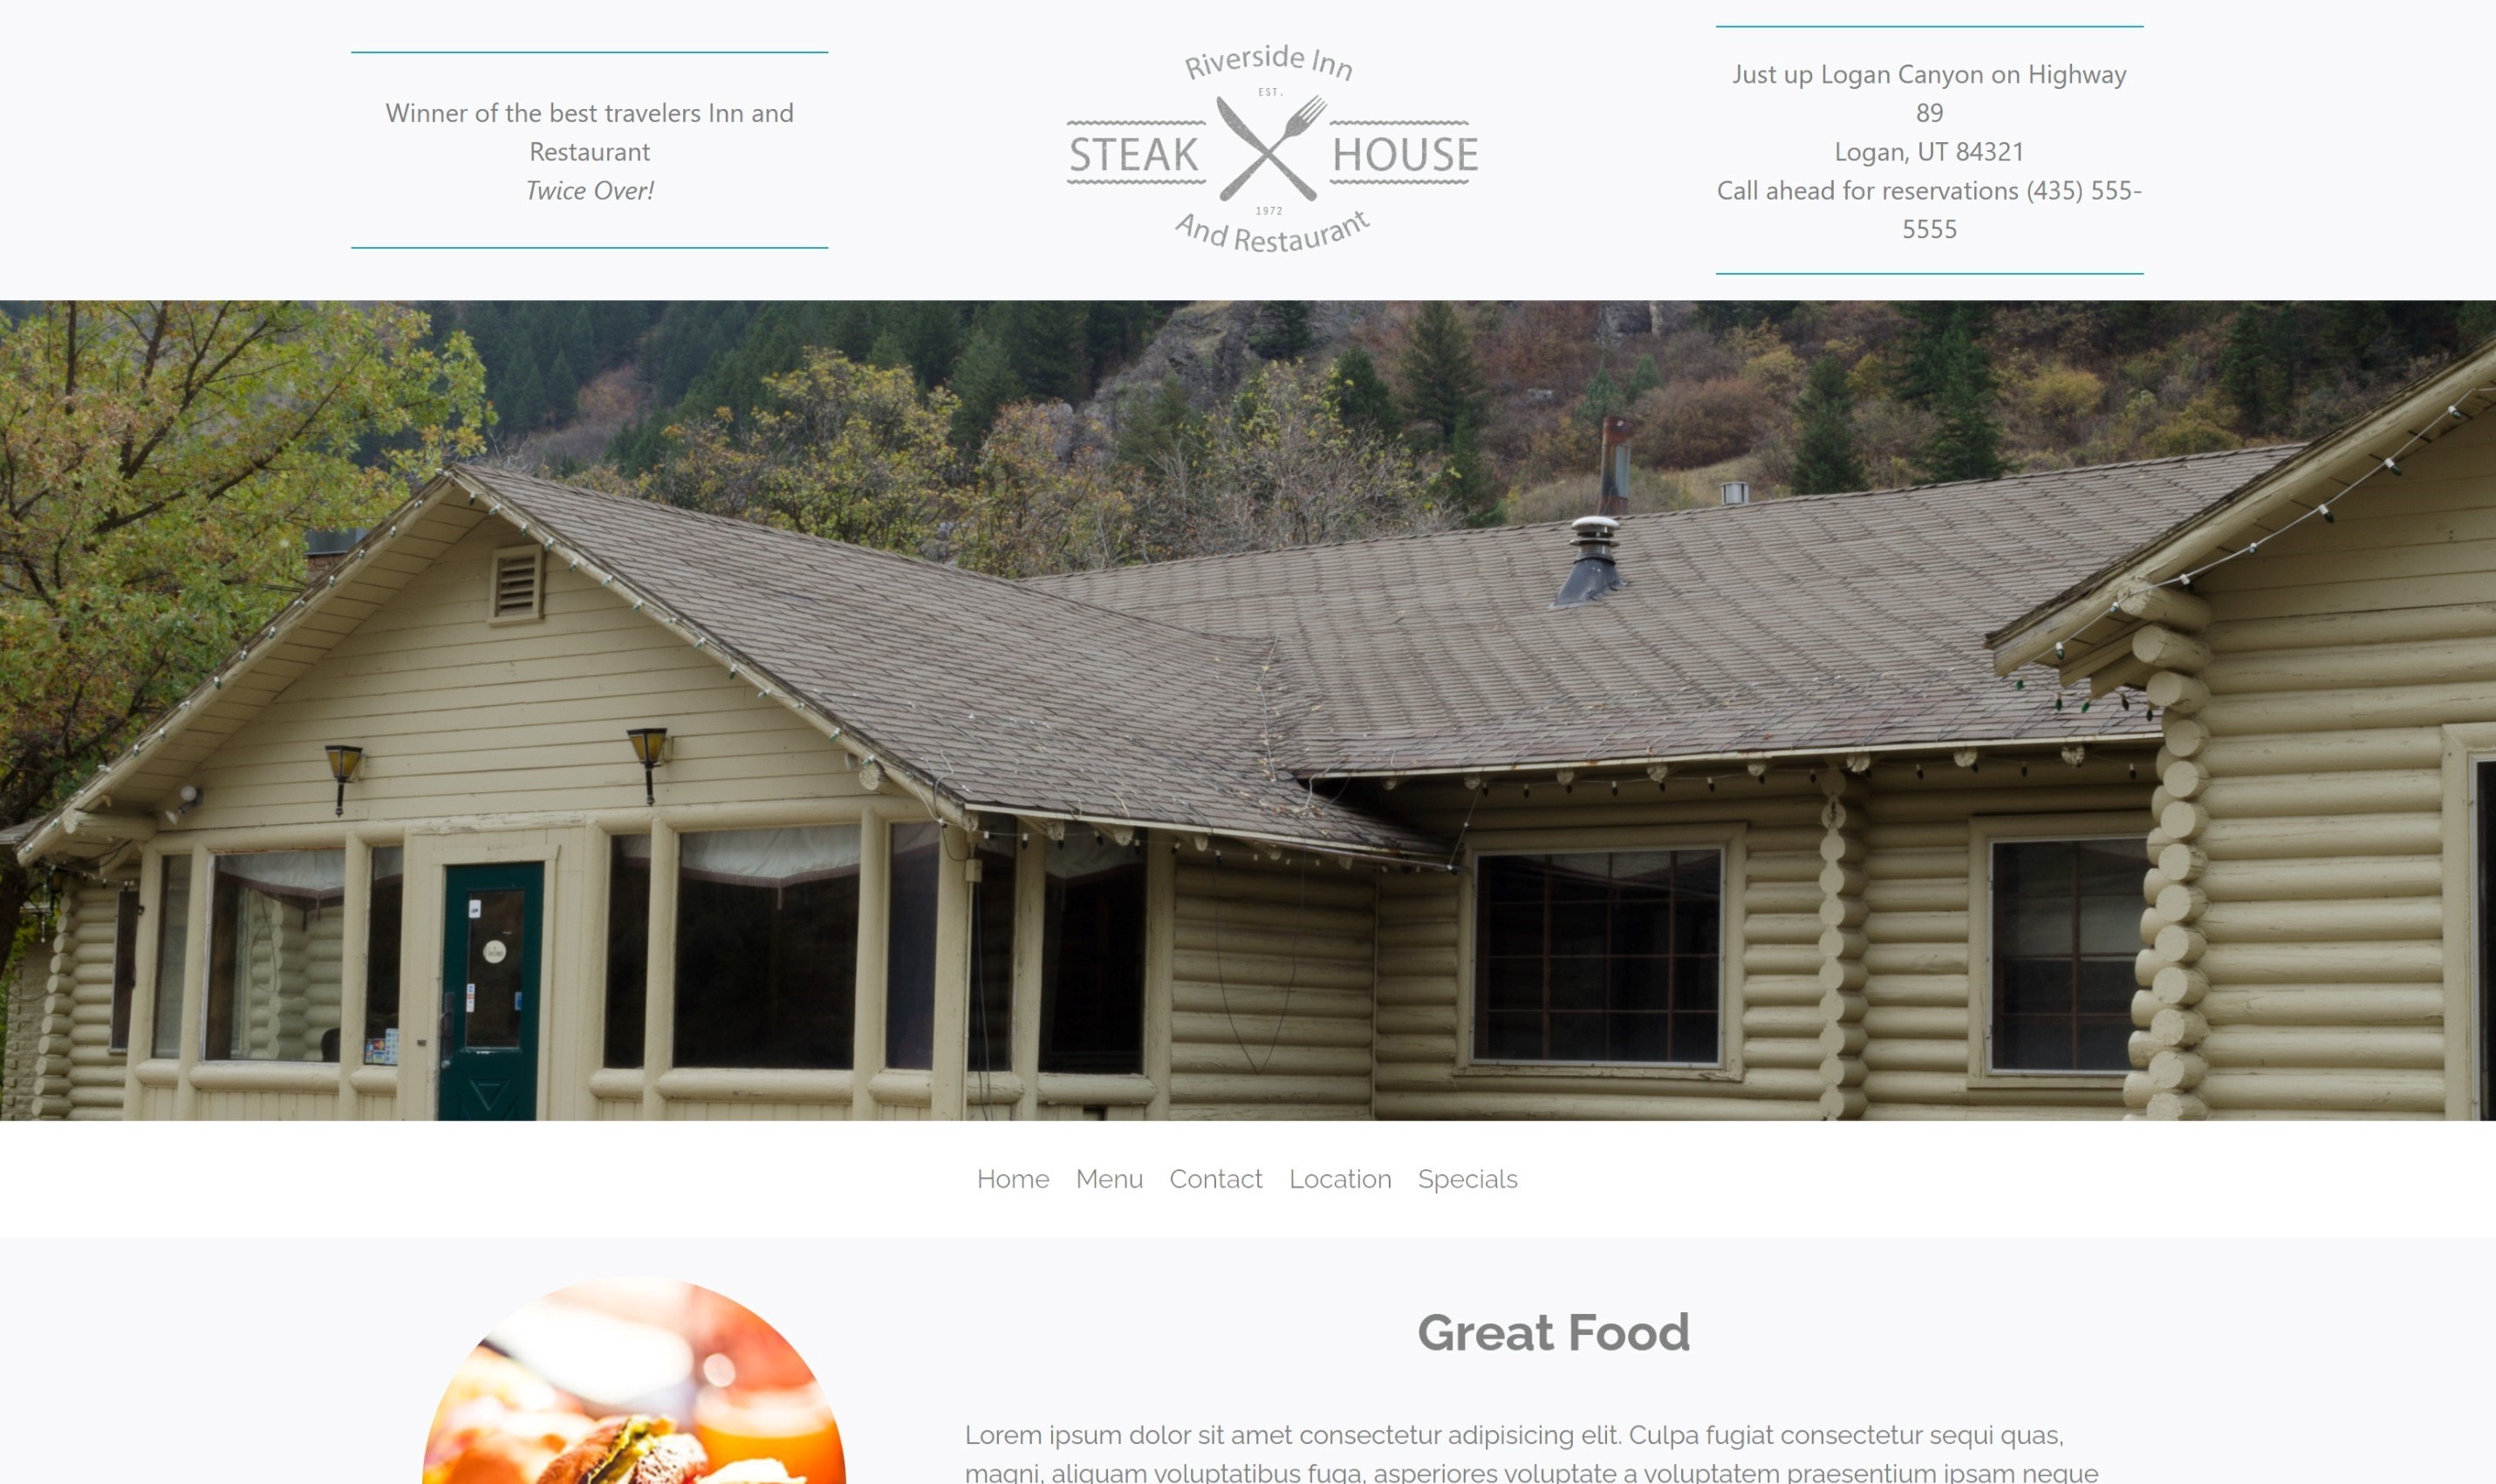 Winner of the best travelers Inn and
Restaurant
Twice Over!
Riverside Inn
EST.
STEAK HOUSE
1972
And Restaurant
Just up Logan Canyon on Highway
89
Logan, UT 84321
Call ahead for reservations (435) 555-
5555
Home Menu Contact Location Specials
Great Food
Lorem ipsum dolor sit amet consectetur adipisicing elit. Culpa fugiat consectetur sequi quas,
magni, aliquam voluptatibus fuga, asperiores voluptate a voluptatem praesentium ipsam neque